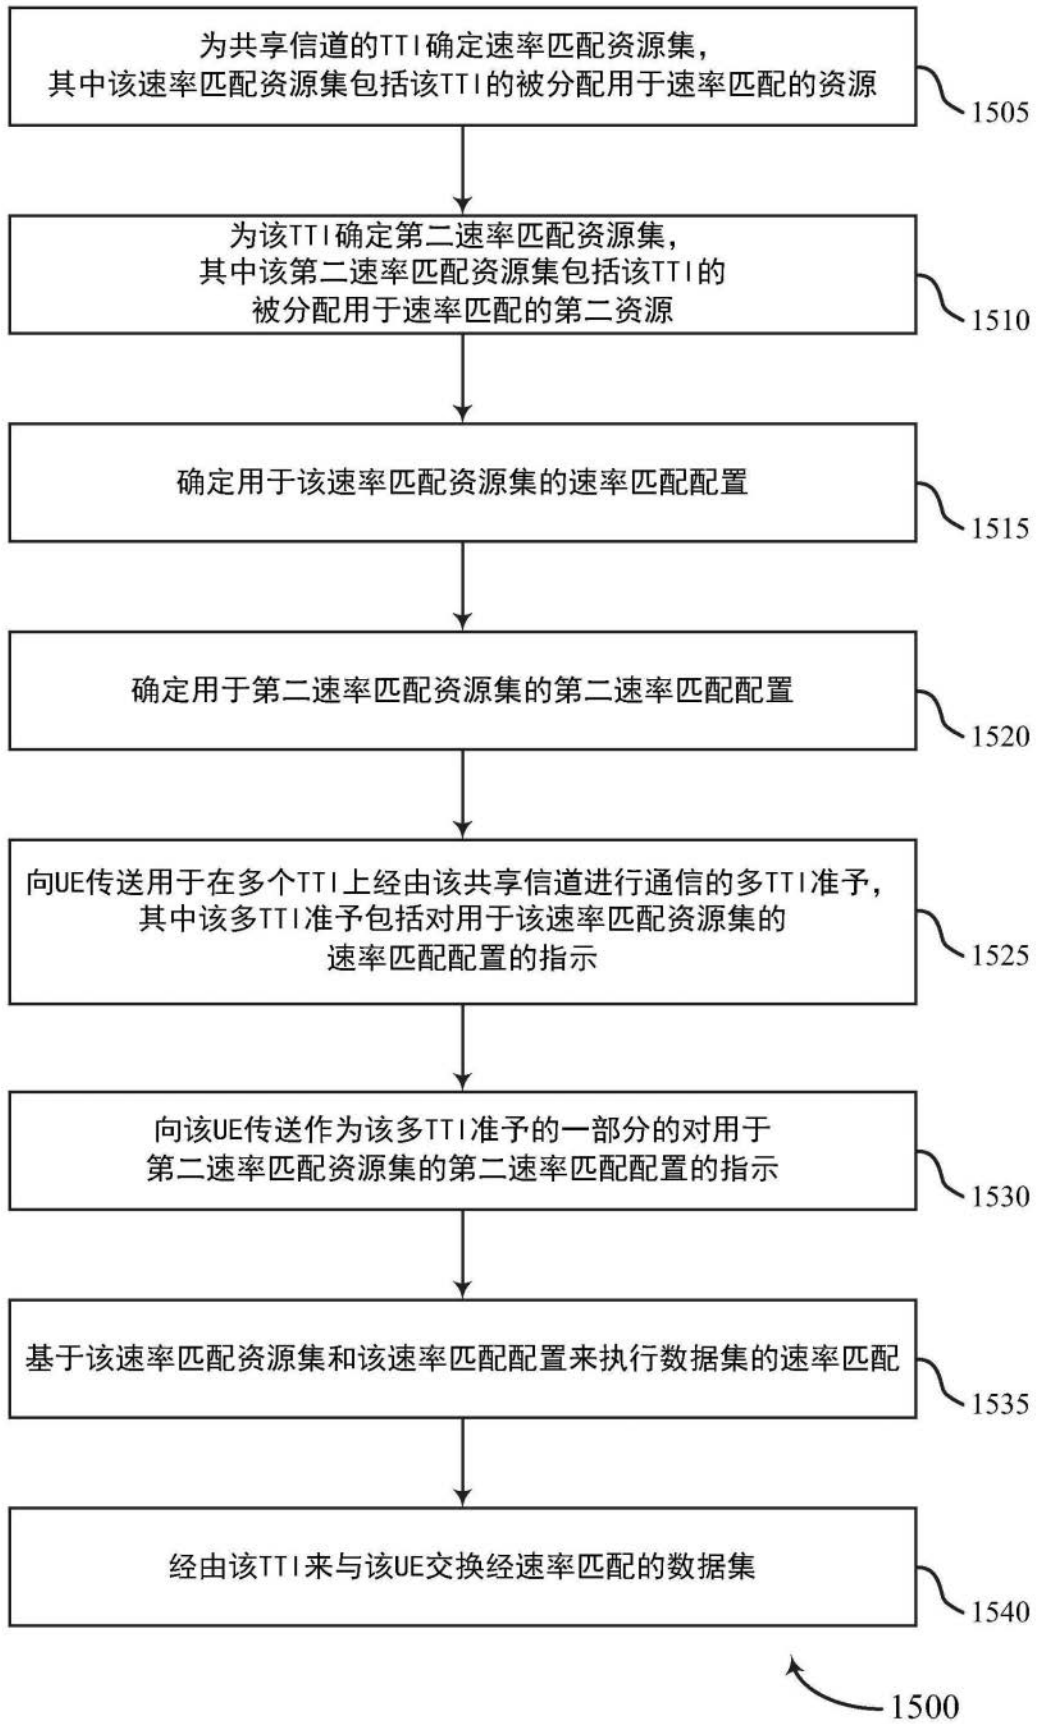 为共享信道的TTI确定速率匹配资源集，
其中该速率匹配资源集包括该TTI的被分配用于速率匹配的资源
1505
为该TTI确定第二速率匹配资源集，
其中该第二速率匹配资源集包括该TTI的
被分配用于速率匹配的第二资源
1510
确定用于该速率匹配资源集的速率匹配配置
1515
确定用于第二速率匹配资源集的第二速率匹配配置
1520
向UE传送用于在多个TTI上经由该共享信道进行通信的多TTI准予，
其中该多TTI准予包括对用于该速率匹配资源集的
速率匹配配置的指示
1525
向该UE传送作为该多TTI准予的一部分的对用于
第二速率匹配资源集的第二速率匹配配置的指示
1530
基于该速率匹配资源集和该速率匹配配置来执行数据集的速率匹配
1535
经由该TTI来与该UE交换经速率匹配的数据集
1540
1500